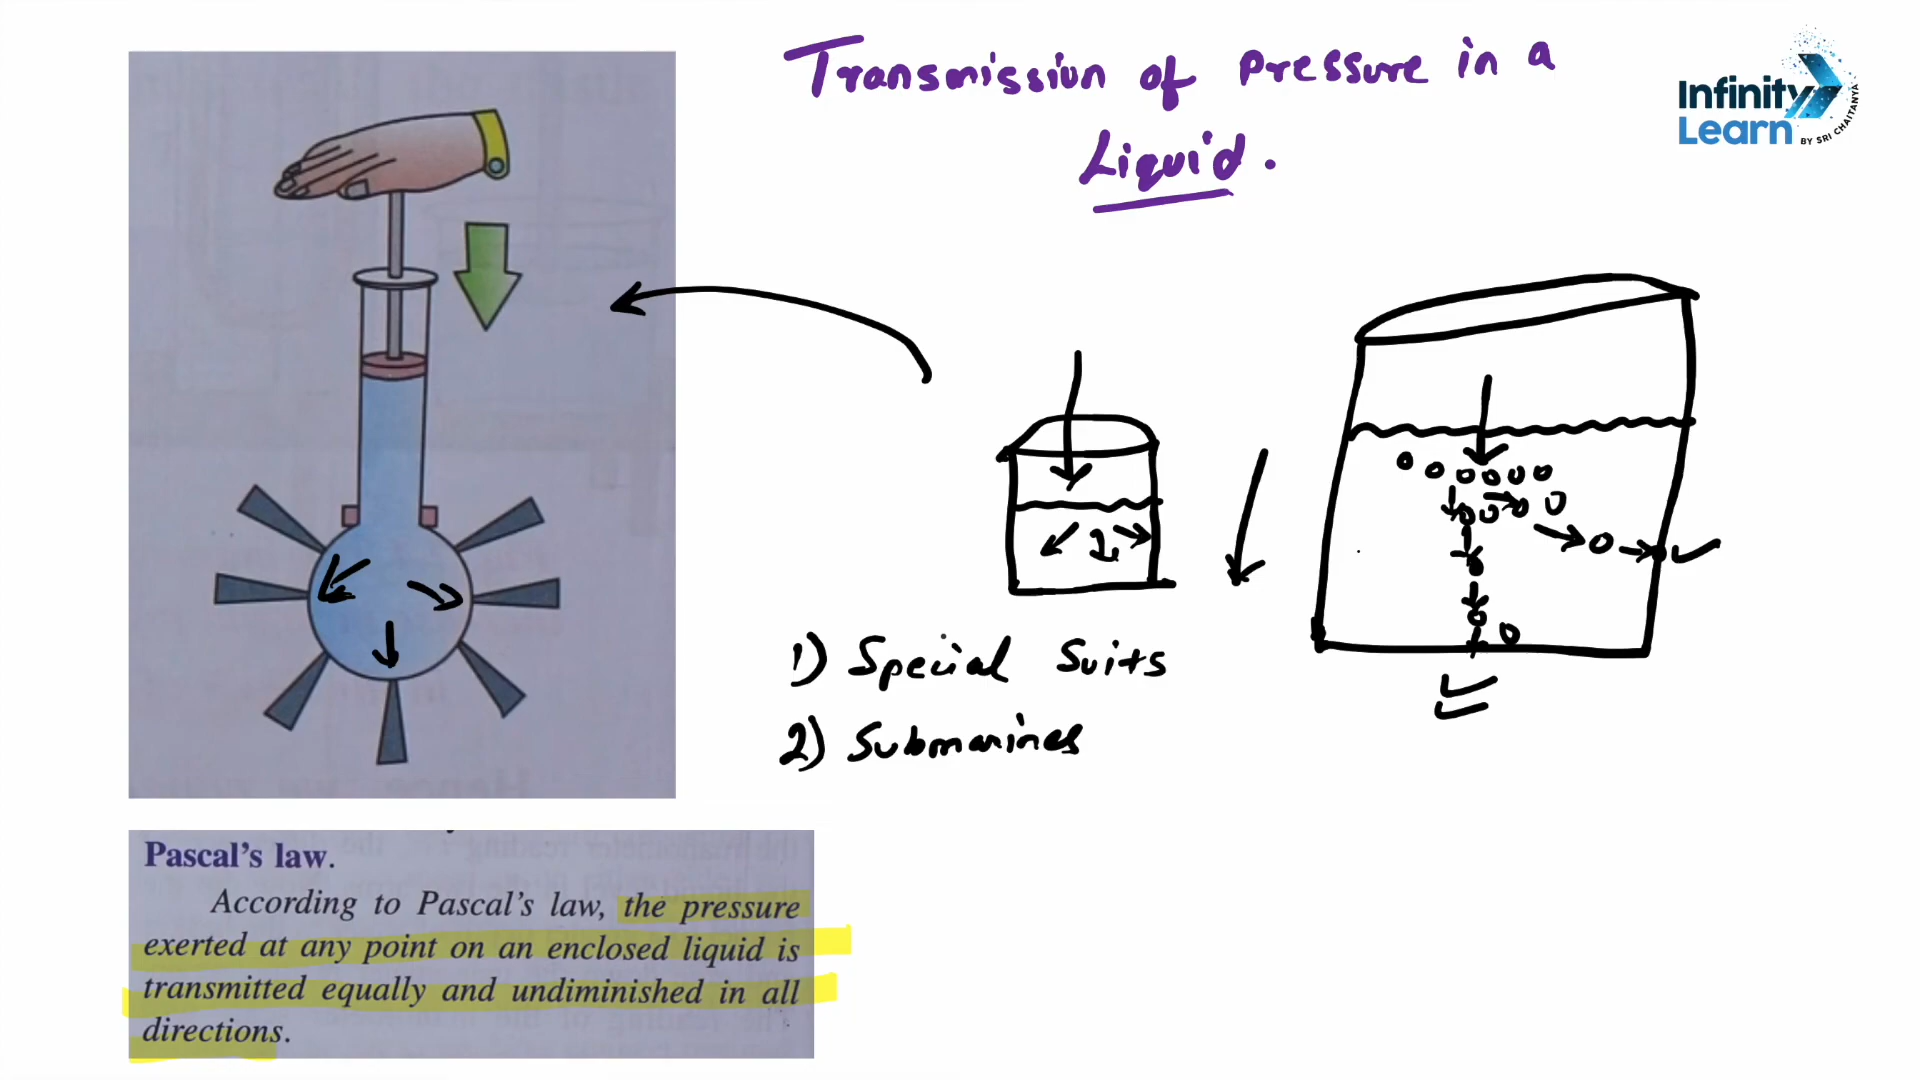 Transmission of Pressure in a
Liquid.
Infinity
Learn
BY SRI CHAITANYA
1) Special Suits
2) Submarines
Pascal's law.
According to Pascal's law, the pressure
exerted at any point on an enclosed liquid is
transmitted equally and undiminished in all
directions.